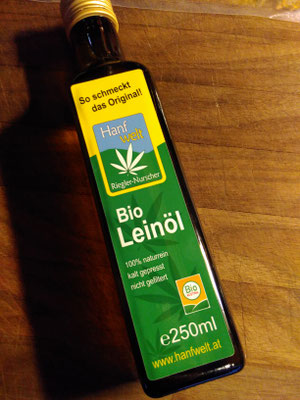 So schmeckt
das Original!
Hanf
welt
Riegler-Nurscher
Bio
Leinöl
100% naturrein
kalt gepresst
nicht gefiltert
Bio
℮250ml
www.hanfwelt.at